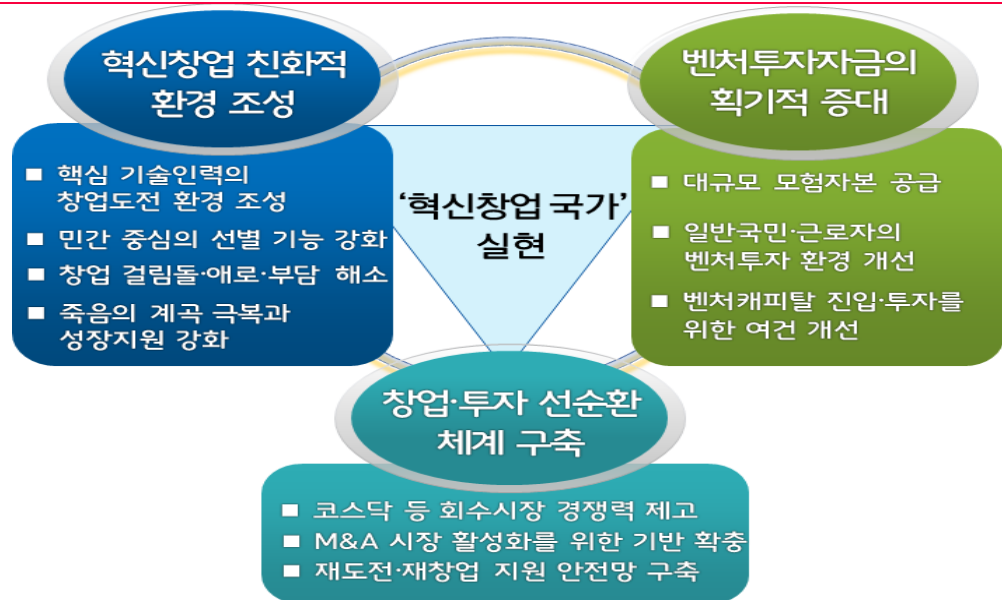 혁신창업 친화적
환경 조성
■ 핵심 기술인력의
창업도전 환경 조성
■ 민간 중심의 선별 기능 강화
■ 창업 걸림돌·애로·부담 해소
■ 죽음의 계곡 극복과
성장지원 강화
‘혁신창업 국가’
실현
벤처투자자금의
획기적 증대
■ 대규모 모험자본 공급
■ 일반국민·근로자의
벤처투자 환경 개선
■ 벤처캐피탈 진입·투자를
위한 여건 개선
창업·투자 선순환
체계 구축
■ 코스닥 등 회수시장 경쟁력 제고
■ M&A 시장 활성화를 위한 기반 확충
■ 재도전·재창업 지원 안전망 구축